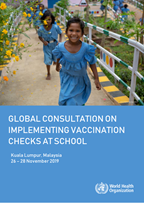 GLOBAL CONSULTATION ON
IMPLEMENTING VACCINATION
CHECKS AT SCHOOL
Kuala Lumpur, Malaysia
26 – 28 November 2019
World Health
Organization